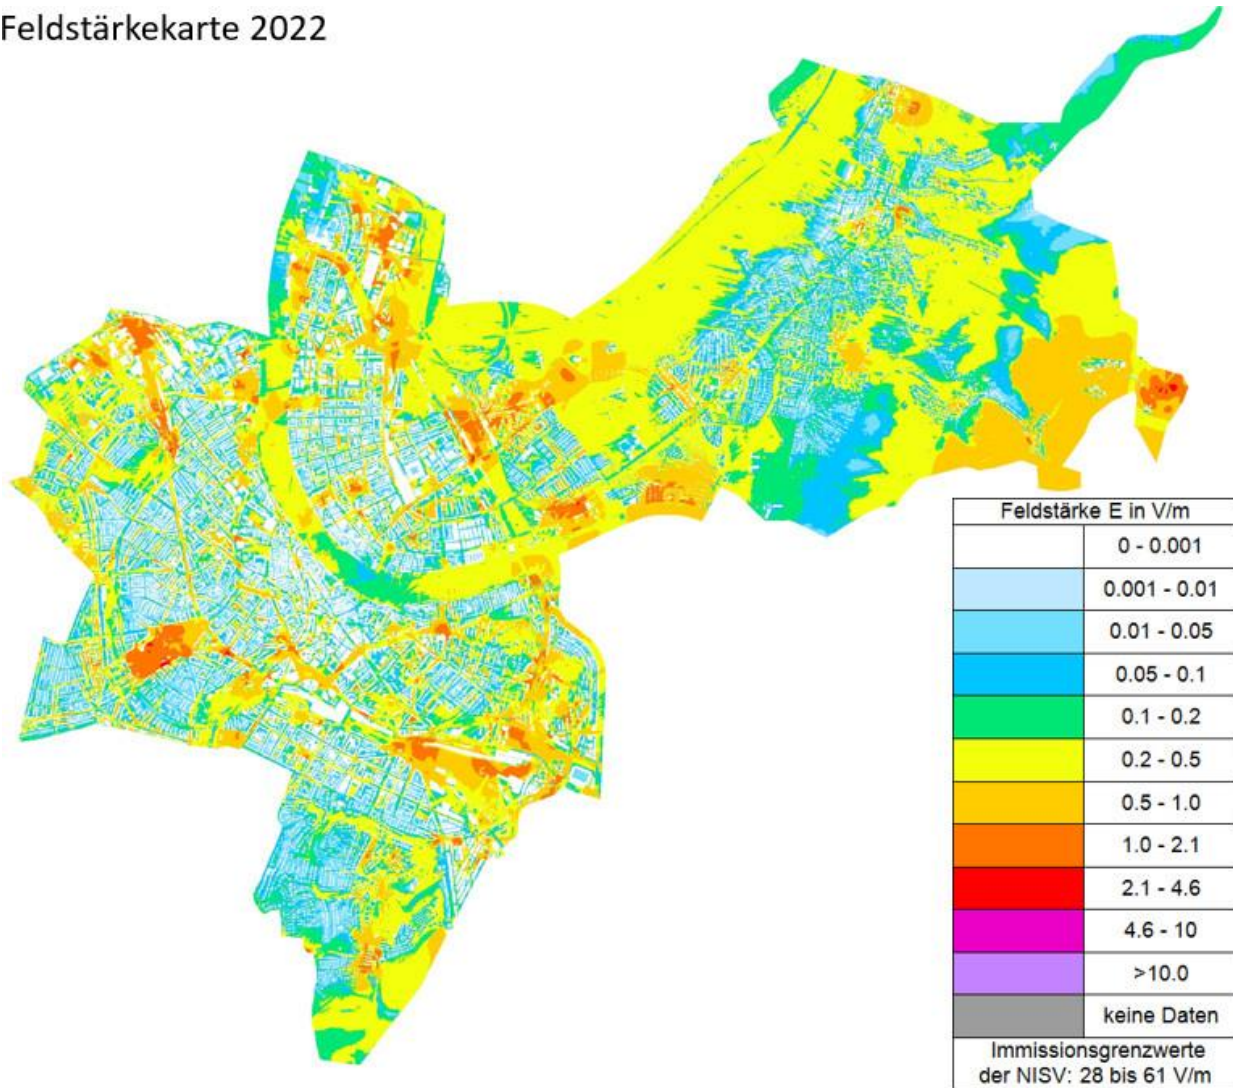 Feldstärkekarte 2022
Feldstärke E in V/m
0 - 0.001
0.001 - 0.01
0.01 - 0.05
0.05 - 0.1
0.1 - 0.2
0.2 - 0.5
0.5 - 1.0
1.0 - 2.1
2.1 - 4.6
4.6 - 10
>10.0
keine Daten
Immissionsgrenzwerte
der NISV: 28 bis 61 V/m